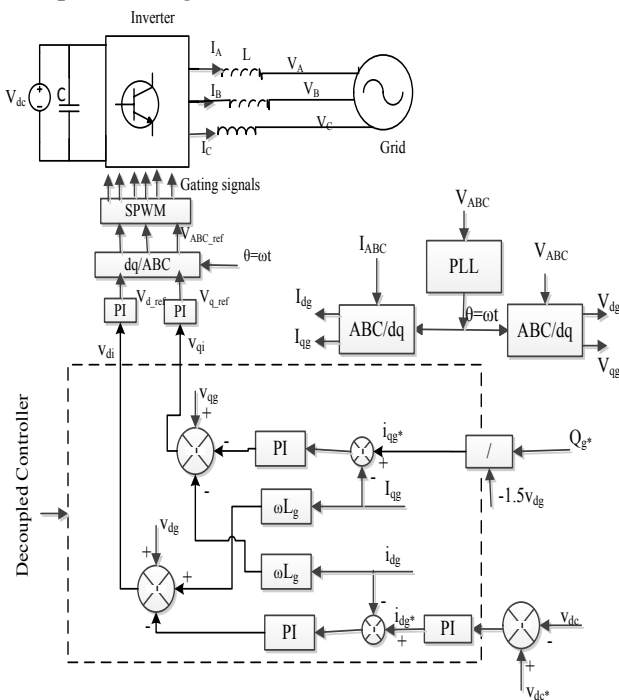 Inverter
I_A
L
V_A
I_B
V_B
I_C
V_C
V_dc
C
Grid
Gating signals
SPWM
V_ABC_ref
dq/ABC
θ=ωt
PI
V_d_ref
PI
V_q_ref
v_di
v_qi
V_ABC
I_ABC
PLL
V_ABC
I_dg
ABC/dq
θ=ωt
ABC/dq
V_dg
I_qg
V_qg
Decoupled Controller
v_qg
+
-
-
PI
i_qg*
+
-
/
Q_g*
-1.5v_dg
I_qg
ωL_g
v_dg
+
+
-
ωL_g
i_dg
PI
i_dg*
-
+
PI
v_dc
-
+
v_dc*